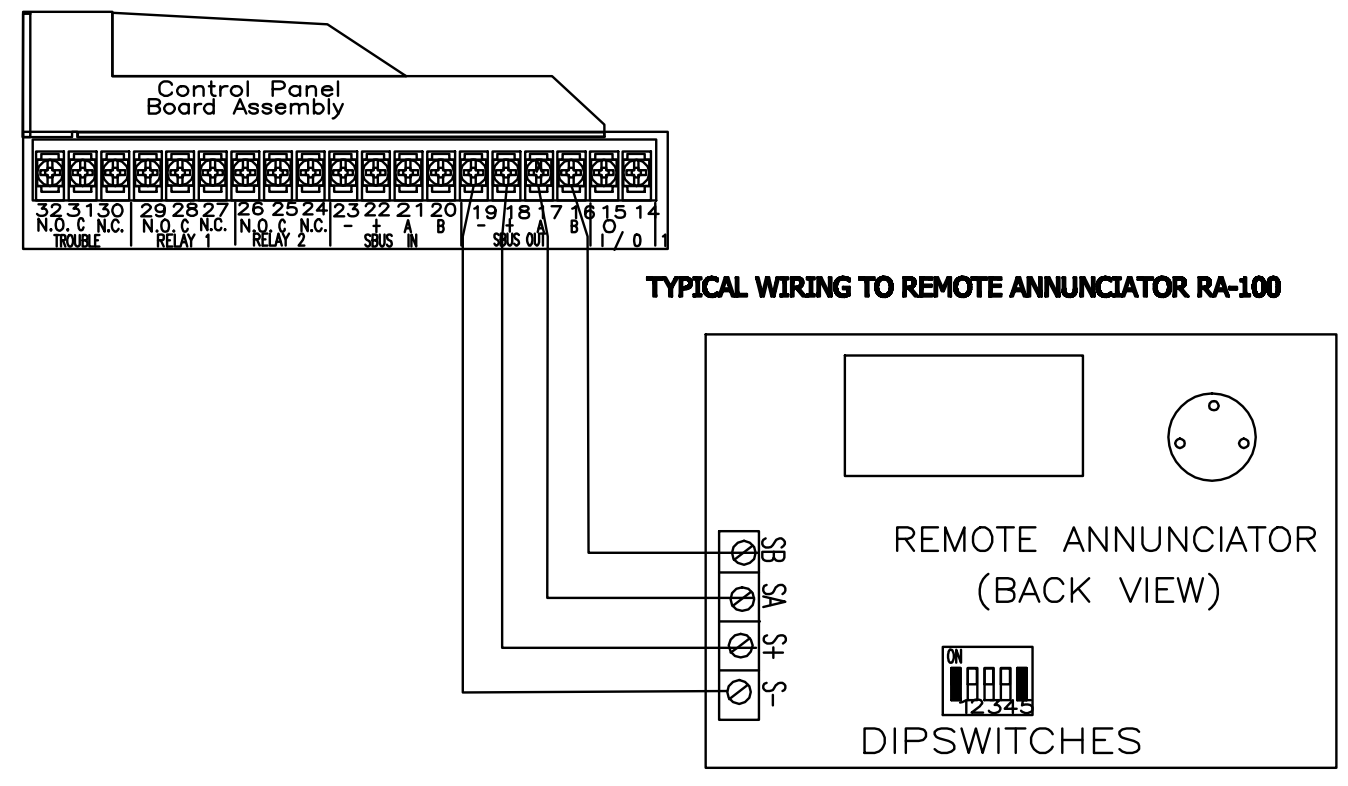 Control Panel
Board Assembly
32 31 30 29 28 27 26 25 24 23 22 21 20 19 18 17 16 15 14
N.O. C N.C. N.O. C N.C. N.O. C N.C. - + A B - + A B O
TROUBLE RELAY 1 RELAY 2 SBUS IN SBUS OUT I / O 1
TYPICAL WIRING TO REMOTE ANNUNCIATOR RA-100
SB
SA
S+
S-
REMOTE ANNUNCIATOR
(BACK VIEW)
ON
12345
DIPSWITCHES